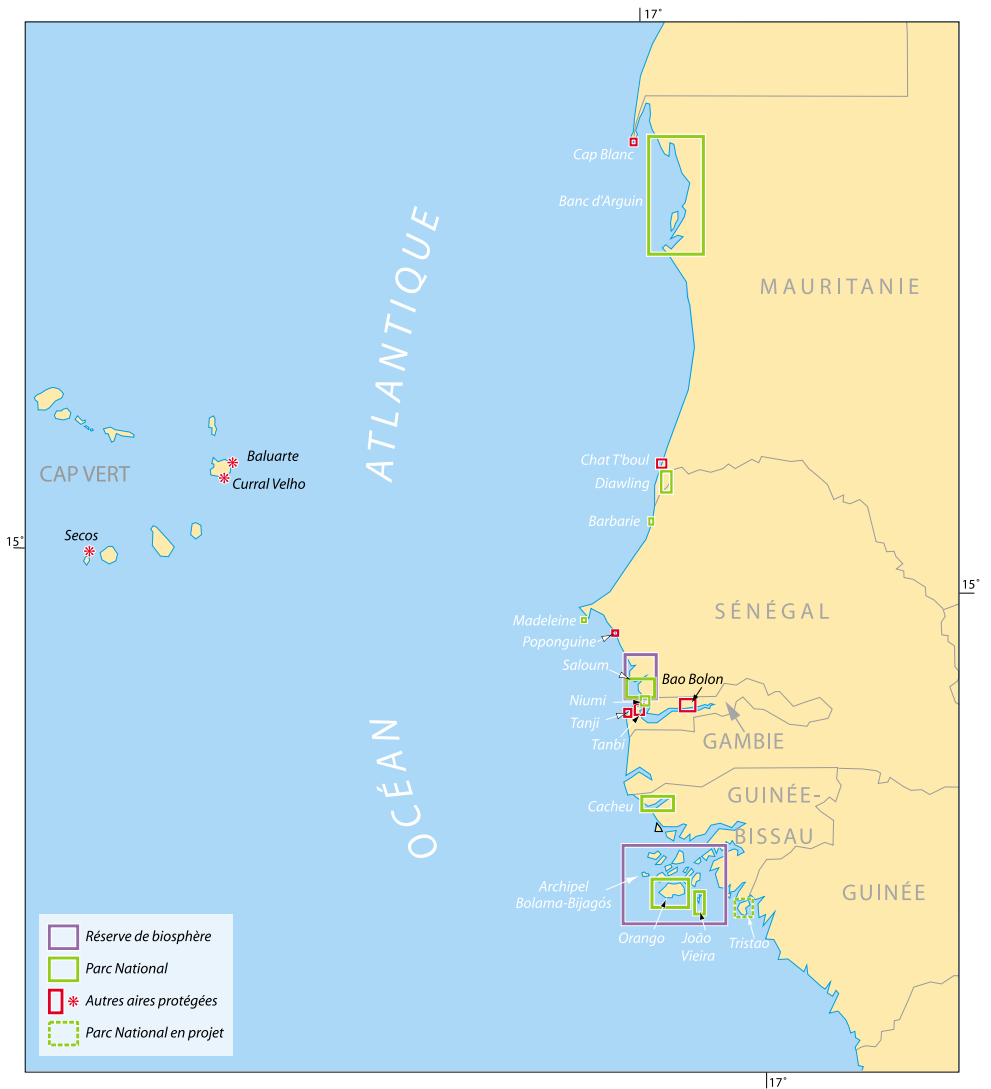 17°
Cap Blanc
Banc d'Arguin
MAURITANIE
ATLANTIQUE
OCÉAN
CAP VERT
Baluarte
Curral Velho
Secos
15°
15°
Chat T'boul
Diawling
Barbarie
SÉNÉGAL
Madeleine
Poponguine
Saloum
Bao Bolon
Niumi
Tanji
Tanbi
GAMBIE
Cacheu
GUINÉE-
BISSAU
GUINÉE
Archipel
Bolama-Bijagós
Orango
João
Vieira
Tristao
Réserve de biosphère
Parc National
Autres aires protégées
Parc National en projet
17°